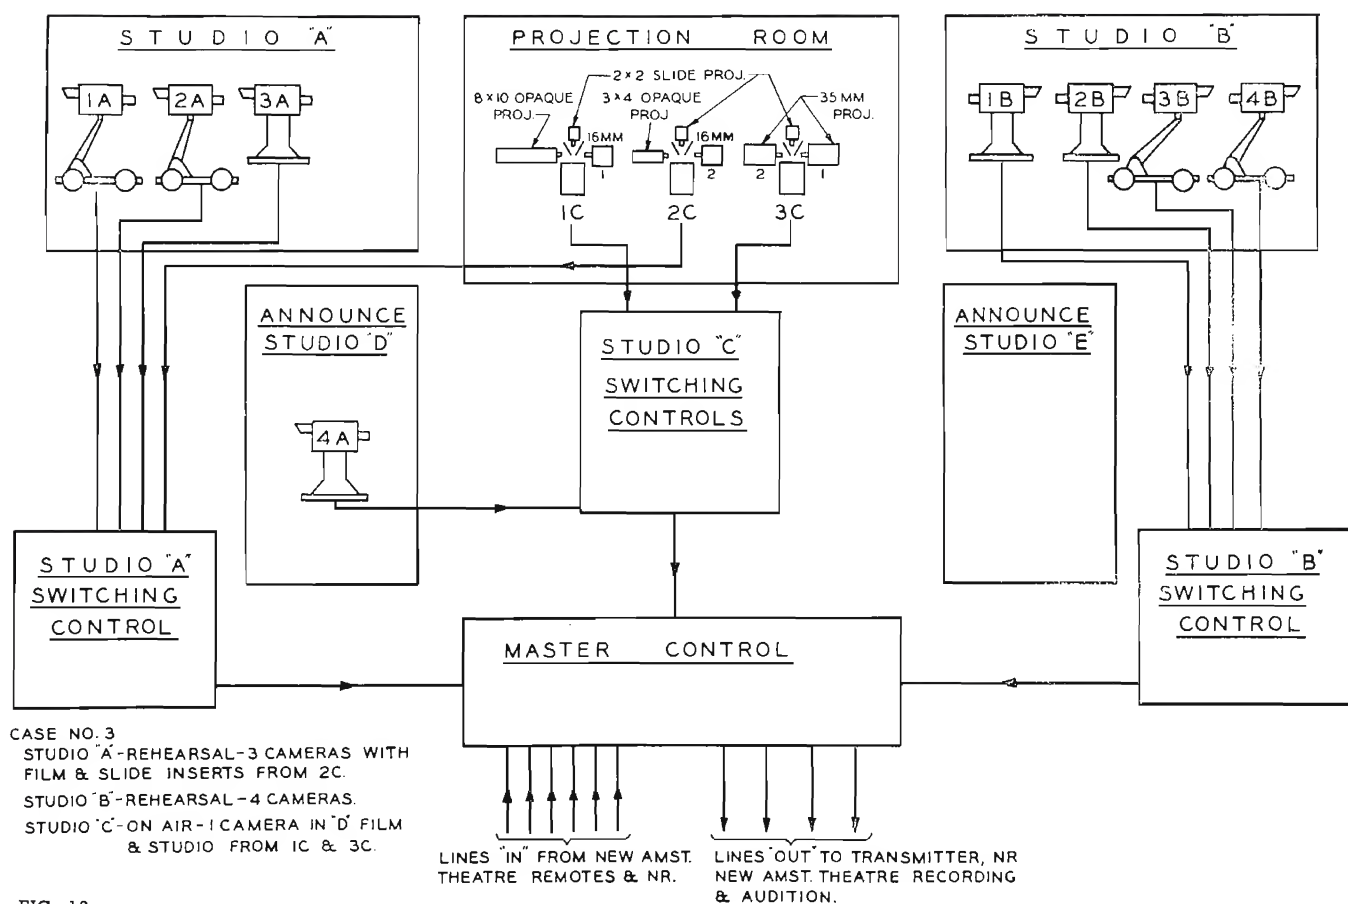 STUDIO "A"
1A
2A
3A
PROJECTION ROOM
2×2 SLIDE PROJ.
8×10 OPAQUE
PROJ.
3×4 OPAQUE
PROJ
35 MM
PROJ.
16MM
1
16MM
2
2
1
1C
2C
3C
STUDIO "B"
1B
2B
3B
4B
ANNOUNCE
STUDIO "D"
4A
STUDIO "C"
SWITCHING
CONTROLS
ANNOUNCE
STUDIO "E"
STUDIO "A"
SWITCHING
CONTROL
STUDIO "B"
SWITCHING
CONTROL
MASTER CONTROL
CASE NO. 3
STUDIO "A"-REHEARSAL-3 CAMERAS WITH
FILM & SLIDE INSERTS FROM 2C.
STUDIO "B"-REHEARSAL-4 CAMERAS.
STUDIO "C"-ON AIR-1 CAMERA IN "D" FILM
& STUDIO FROM 1C & 3C.
LINES "IN" FROM NEW AMST.
THEATRE REMOTES & NR.
LINES "OUT" TO TRANSMITTER, NR
NEW AMST. THEATRE RECORDING
& AUDITION.